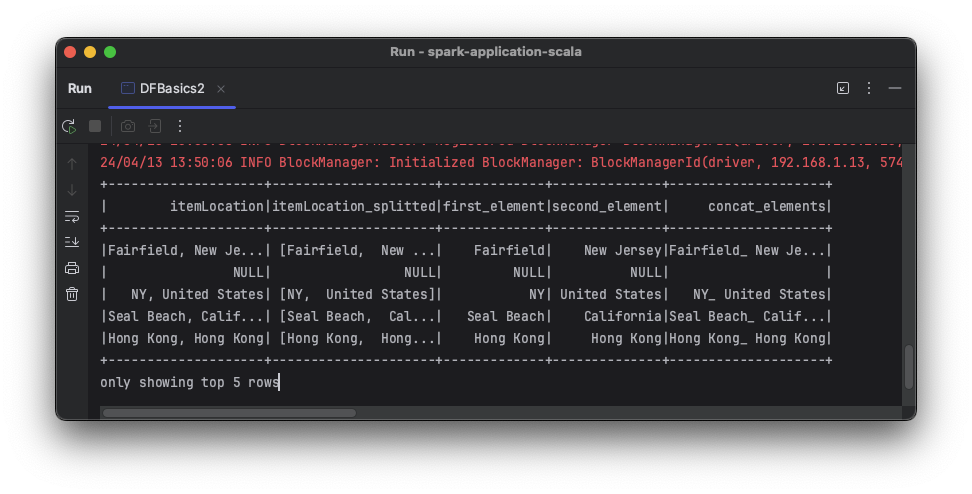 Run - spark-application-scala
Run DFBasics2
24/04/13 13:50:06 INFO BlockManager: Initialized BlockManager: BlockManagerId(driver, 192.168.1.13, 574
+--------------------+---------------------+-------------+--------------+--------------------+
|        itemLocation|itemLocation_splitted|first_element|second_element|     concat_elements|
+--------------------+---------------------+-------------+--------------+--------------------+
|Fairfield, New Je...| [Fairfield,  New ...|    Fairfield|    New Jersey|Fairfield_ New Je...|
|                NULL|                 NULL|         NULL|          NULL|                    |
|   NY, United States| [NY,  United States]|           NY| United States|   NY_ United States|
|Seal Beach, Calif...| [Seal Beach,  Cal...|   Seal Beach|    California|Seal Beach_ Calif...|
|Hong Kong, Hong Kong| [Hong Kong,  Hong...|    Hong Kong|     Hong Kong|Hong Kong_ Hong Kong|
+--------------------+---------------------+-------------+--------------+--------------------+
only showing top 5 rows